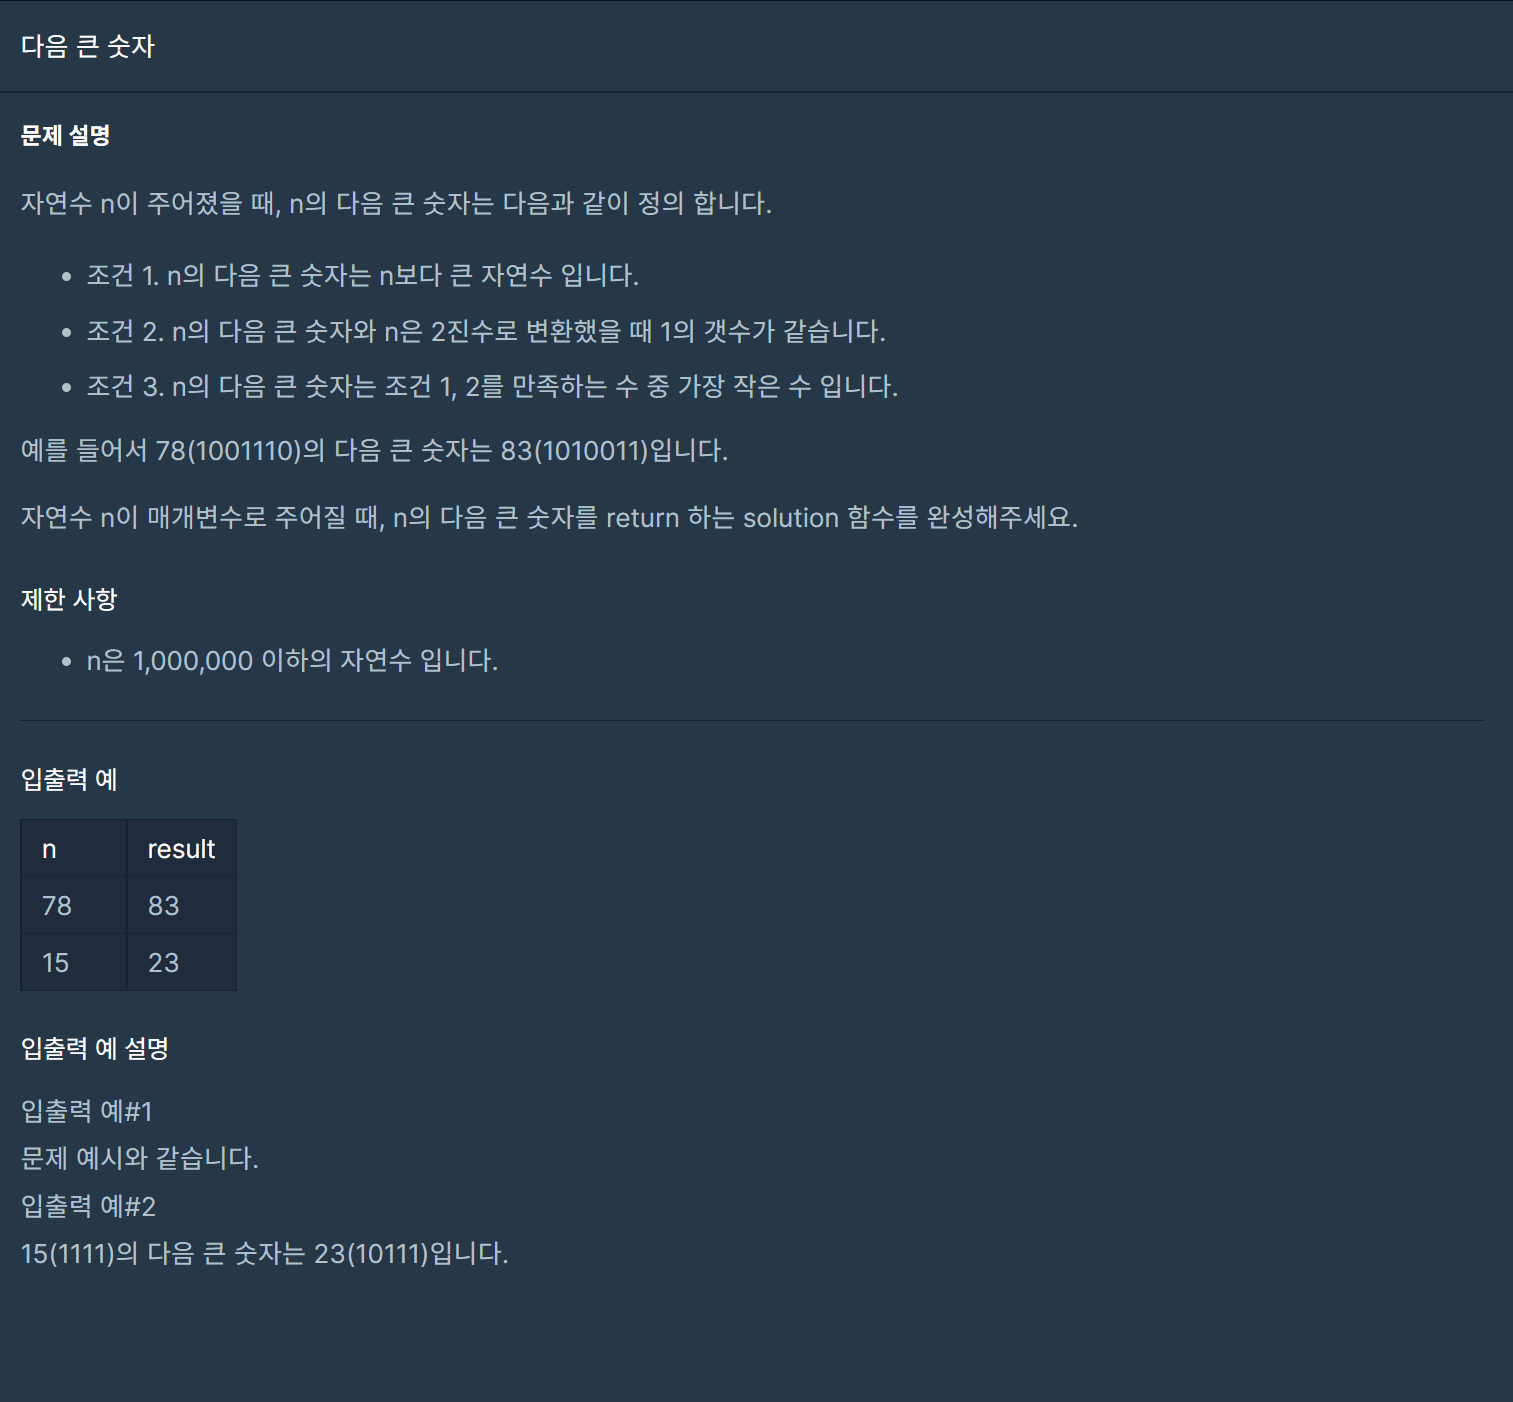 다음 큰 숫자
문제 설명
자연수 n이 주어졌을 때, n의 다음 큰 숫자는 다음과 같이 정의 합니다.
• 조건 1. n의 다음 큰 숫자는 n보다 큰 자연수 입니다.
• 조건 2. n의 다음 큰 숫자와 n은 2진수로 변환했을 때 1의 갯수가 같습니다.
• 조건 3. n의 다음 큰 숫자는 조건 1, 2를 만족하는 수 중 가장 작은 수 입니다.
예를 들어서 78(1001110)의 다음 큰 숫자는 83(1010011)입니다.
자연수 n이 매개변수로 주어질 때, n의 다음 큰 숫자를 return 하는 solution 함수를 완성해주세요.
제한 사항
• n은 1,000,000 이하의 자연수 입니다.
입출력 예
n result
78 83
15 23
입출력 예 설명
입출력 예#1
문제 예시와 같습니다.
입출력 예#2
15(1111)의 다음 큰 숫자는 23(10111)입니다.